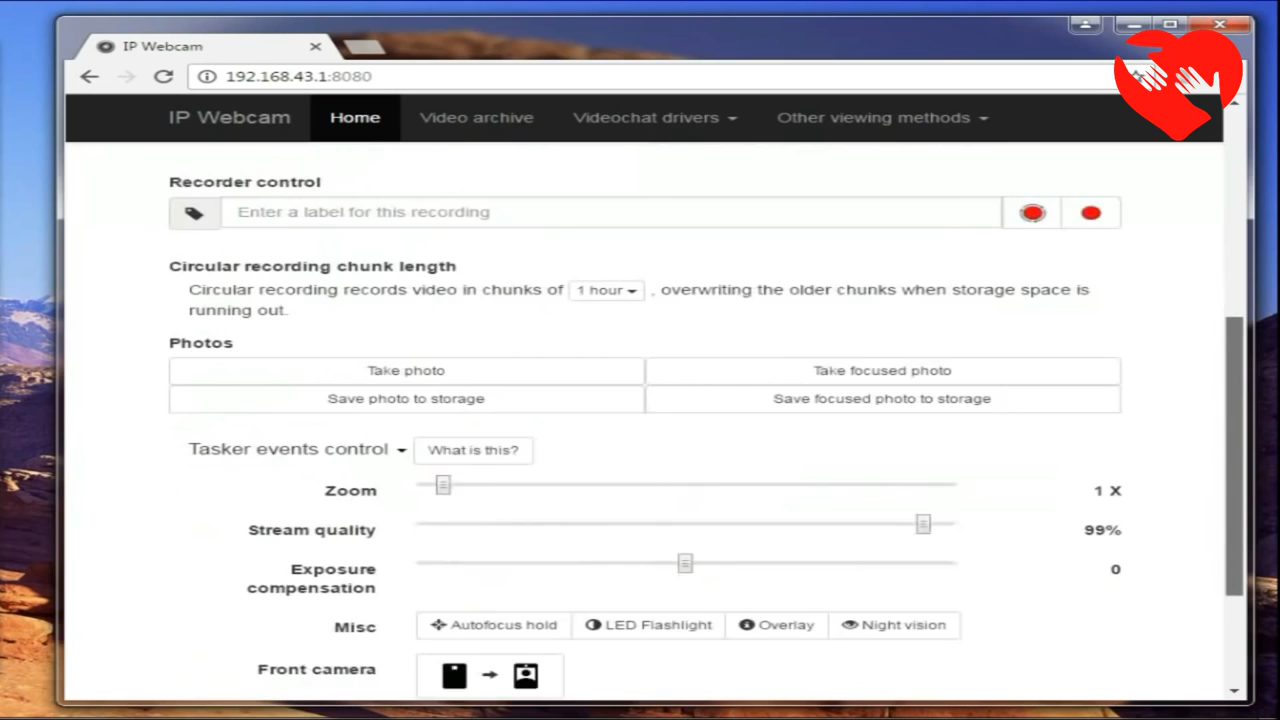 IP Webcam
192.168.43.1:8080
IP Webcam Home Video archive Videochat drivers Other viewing methods
Recorder control
Enter a label for this recording
Circular recording chunk length
Circular recording records video in chunks of 1 hour , overwriting the older chunks when storage space is
running out.
Photos
Take photo Take focused photo
Save photo to storage Save focused photo to storage
Tasker events control What is this?
Zoom 1 X
Stream quality 99%
Exposure 0
compensation
Misc Autofocus hold LED Flashlight Overlay Night vision
Front camera